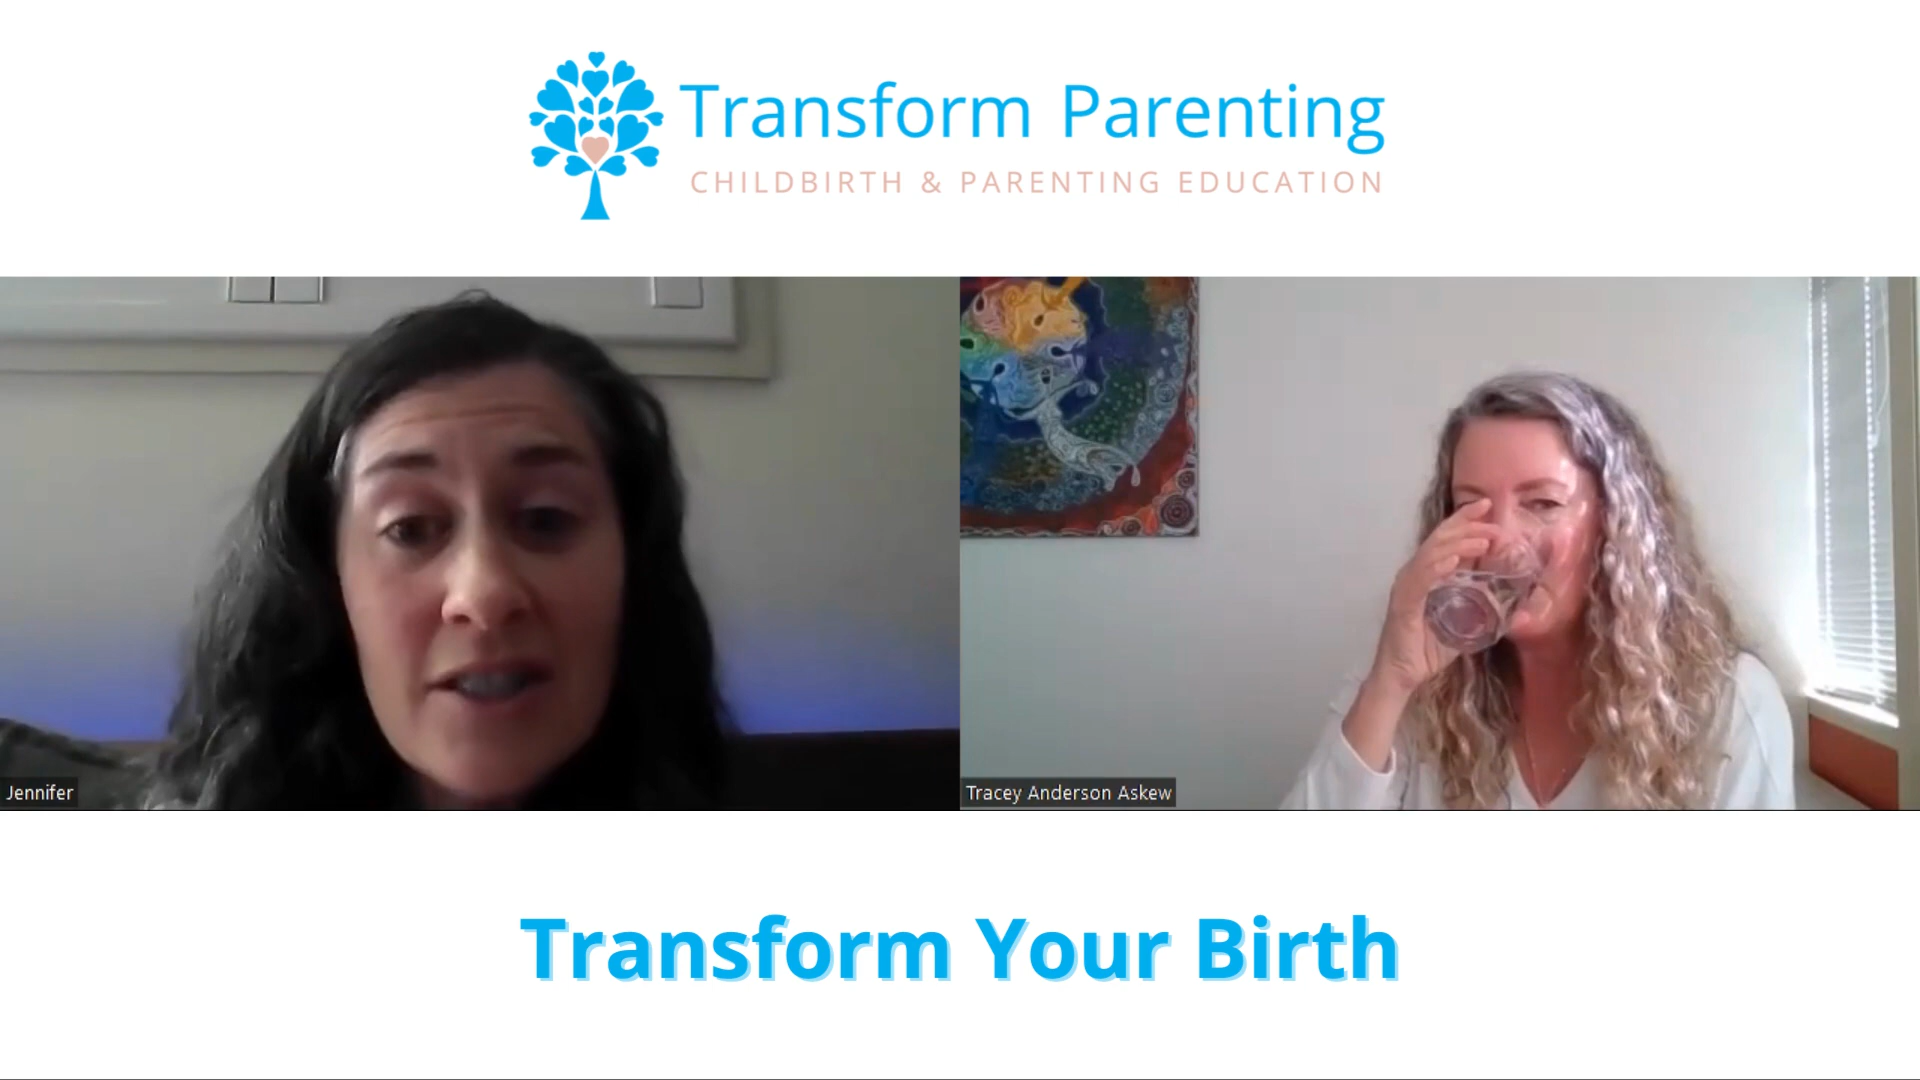 Transform Parenting
CHILDBIRTH & PARENTING EDUCATION
Jennifer
Tracey Anderson Askew
Transform Your Birth